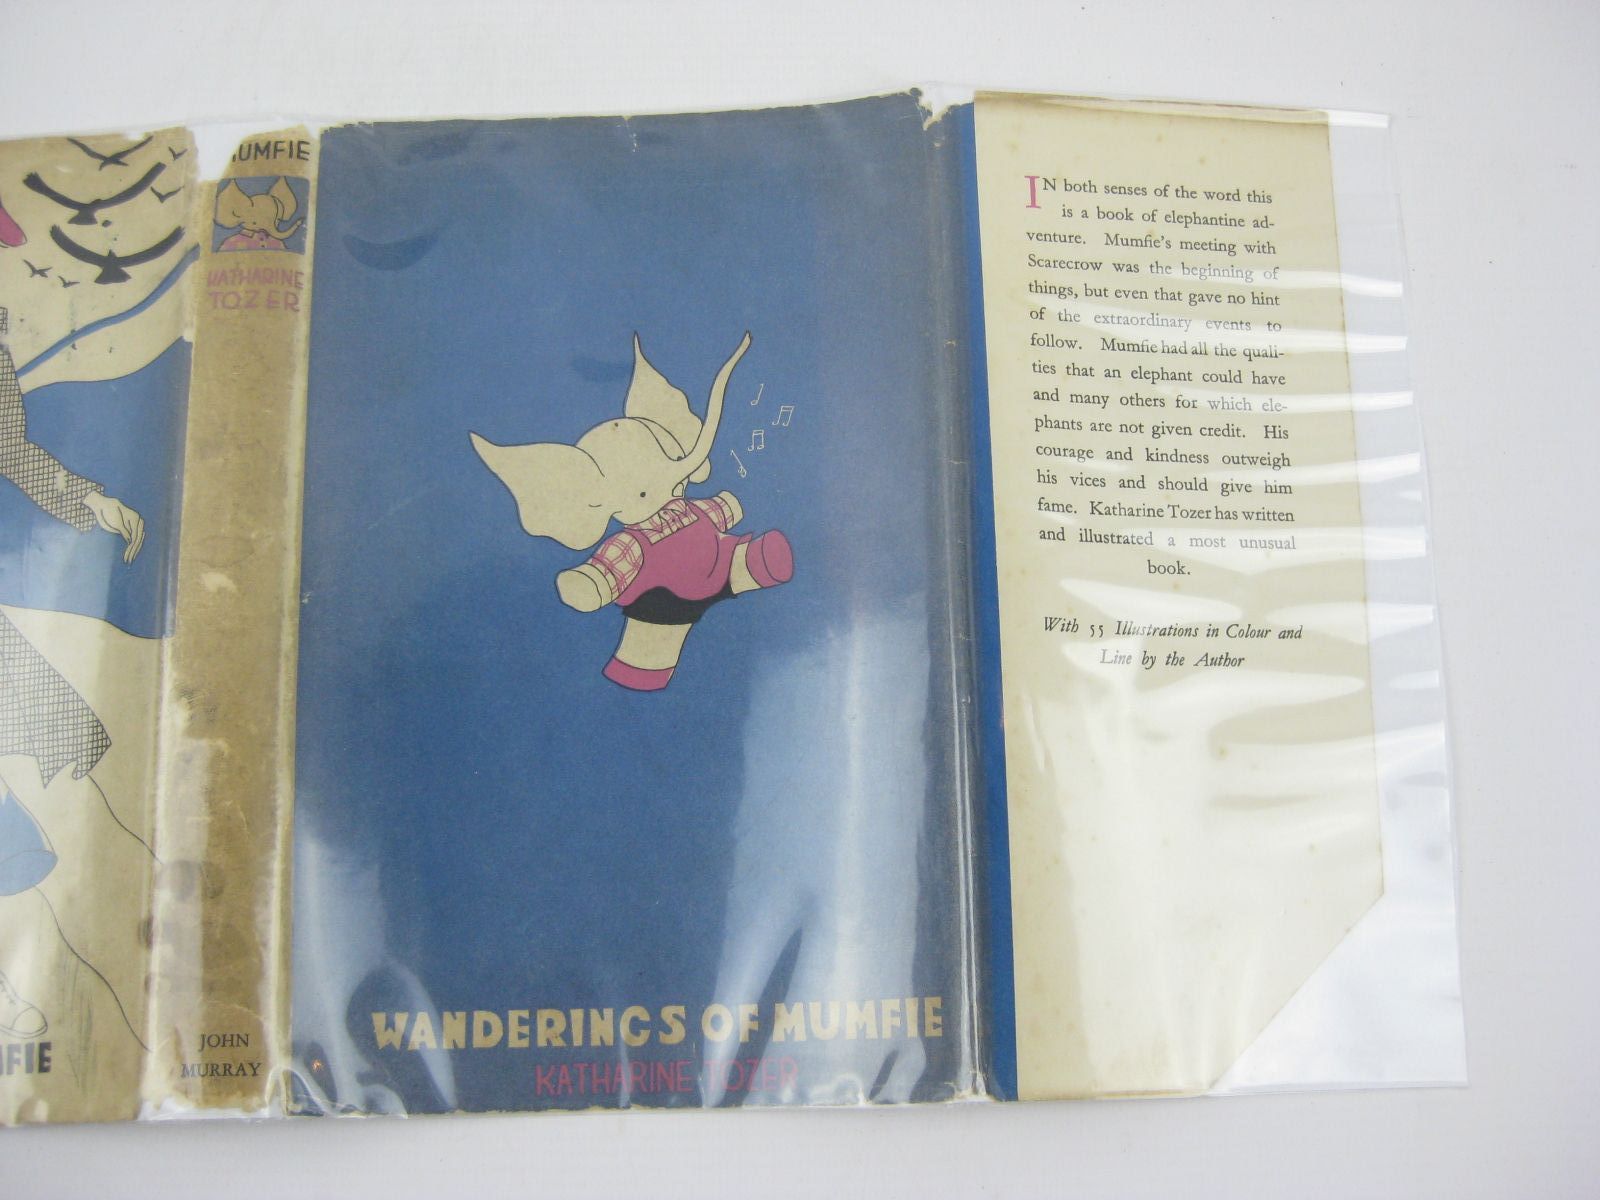 MFIE
MUMFIE
KATHARINE
TOZER
JOHN
MURRAY
WANDERINGS OF MUMFIE
KATHARINE TOZER
IN both senses of the word this
is a book of elephantine ad-
venture. Mumfie's meeting with
Scarecrow was the beginning of
things, but even that gave no hint
of the extraordinary events to
follow. Mumfie had all the quali-
ties that an elephant could have
and many others for which ele-
phants are not given credit. His
courage and kindness outweigh
his vices and should give him
fame. Katharine Tozer has written
and illustrated a most unusual
book.
With 55 Illustrations in Colour and
Line by the Author